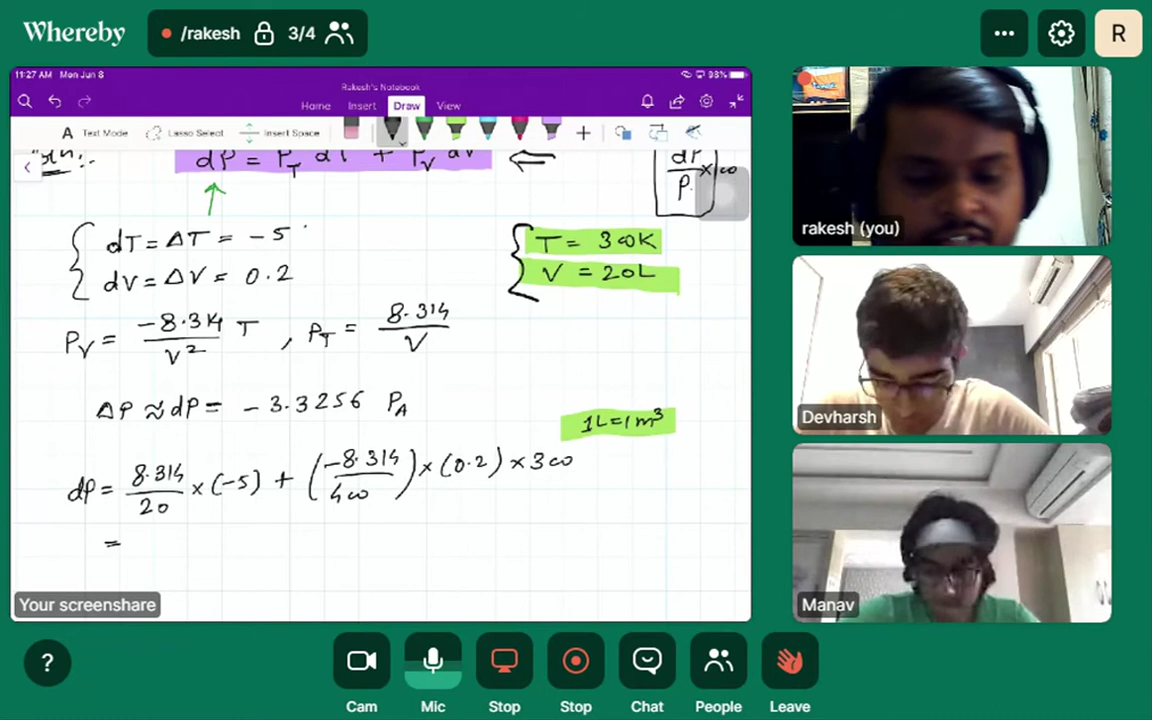 Whereby
/rakesh 3/4
R
11:27 AM Mon Jun 8
98%
Rakesh's Notebook
Home Insert Draw View
A Text Mode Lasso Select Insert Space
Soln:- dP = P_T dT + P_V dV ⇐
dP/P × 100
dT = ΔT = -5
T = 300K
dV = ΔV = 0.2
V = 20L
P_V = -8.314/V² T , P_T = 8.314/V
ΔP ≈ dP = -3.3256 PA
1L = 1m³
dP = 8.314/20 × (-5) + (-8.314/400) × (0.2) × 300
=
Your screenshare
rakesh (you)
Devharsh
Manav
?
Cam
Mic
Stop
Stop
Chat
People
Leave